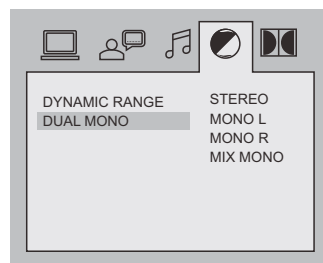 DYNAMIC RANGE
DUAL MONO
STEREO
MONO L
MONO R
MIX MONO